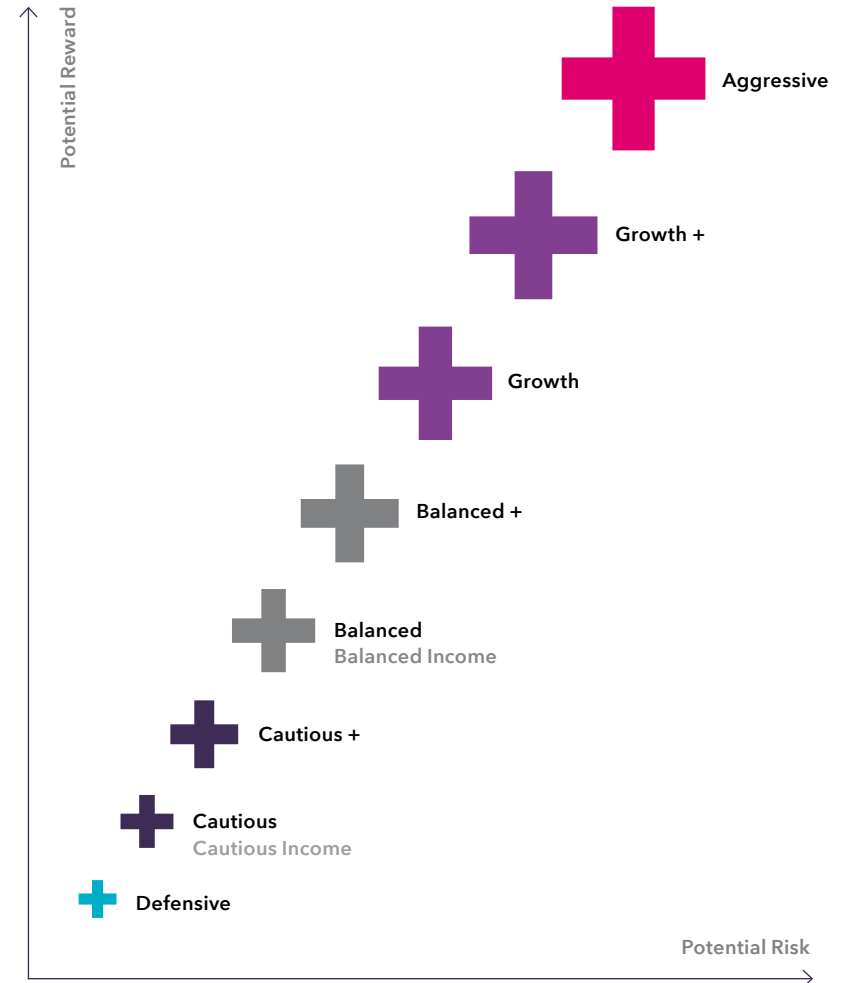 Potential Reward
Aggressive
Growth +
Growth
Balanced +
Balanced
Balanced Income
Cautious +
Cautious
Cautious Income
Defensive
Potential Risk